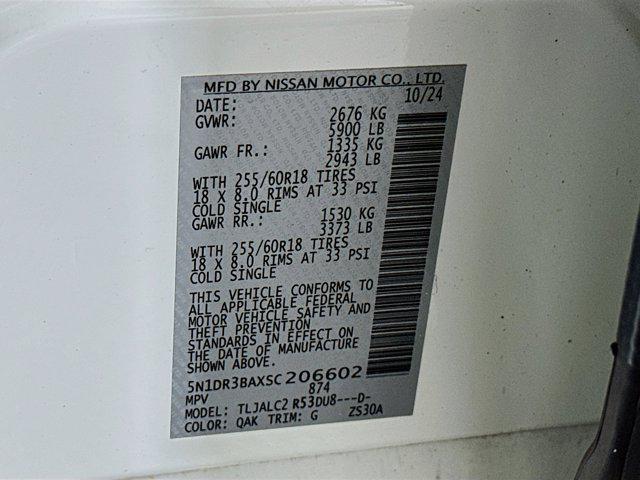 MFD BY NISSAN MOTOR CO., LTD.
DATE: 10/24
GVWR: 2676 KG
5900 LB
GAWR FR.: 1335 KG
2943 LB
WITH 255/60R18 TIRES
18 X 8.0 RIMS AT 33 PSI
COLD SINGLE
GAWR RR.: 1530 KG
3373 LB
WITH 255/60R18 TIRES
18 X 8.0 RIMS AT 33 PSI
COLD SINGLE
THIS VEHICLE CONFORMS TO
ALL APPLICABLE FEDERAL
MOTOR VEHICLE SAFETY AND
THEFT PREVENTION
STANDARDS IN EFFECT ON
THE DATE OF MANUFACTURE
SHOWN ABOVE.
5N1DR3BAXSC206602
MPV 874
MODEL: TLJALC2 R53DU8---D-
COLOR: QAK TRIM: G ZS30A